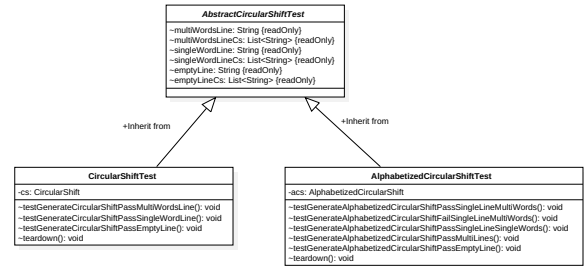 AbstractCircularShiftTest
~multiWordsLine: String {readOnly}
~multiWordsLineCs: List<String> {readOnly}
~singleWordLine: String {readOnly}
~singleWordLineCs: List<String> {readOnly}
~emptyLine: String {readOnly}
~emptyLineCs: List<String> {readOnly}
+Inherit from
+Inherit from
CircularShiftTest
-cs: CircularShift
~testGenerateCircularShiftPassMultiWordsLine(): void
~testGenerateCircularShiftPassSingleWordLine(): void
~testGenerateCircularShiftPassEmptyLine(): void
~teardown(): void
AlphabetizedCircularShiftTest
-acs: AlphabetizedCircularShift
~testGenerateAlphabetizedCircularShiftPassSingleLineMultiWords(): void
~testGenerateAlphabetizedCircularShiftFailSingleLineMultiWords(): void
~testGenerateAlphabetizedCircularShiftPassSingleLineSingleWords(): void
~testGenerateAlphabetizedCircularShiftPassMultiLines(): void
~testGenerateAlphabetizedCircularShiftPassEmptyLine(): void
~teardown(): void